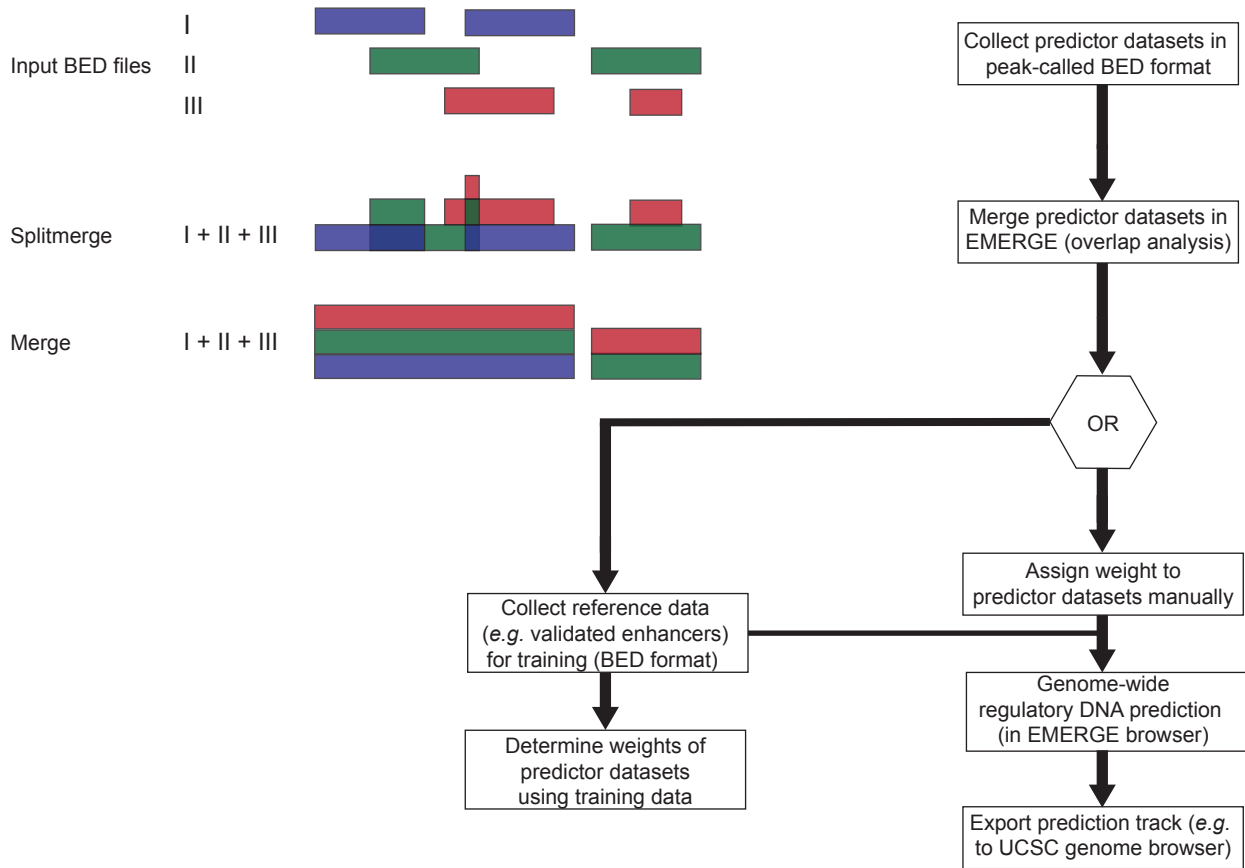 I
Input BED files II
III
Splitmerge I + II + III
Merge I + II + III
Collect predictor datasets in
peak-called BED format
Merge predictor datasets in
EMERGE (overlap analysis)
OR
Assign weight to
predictor datasets manually
Collect reference data
(e.g. validated enhancers)
for training (BED format)
Determine weights of
predictor datasets
using training data
Genome-wide
regulatory DNA prediction
(in EMERGE browser)
Export prediction track (e.g.
to UCSC genome browser)